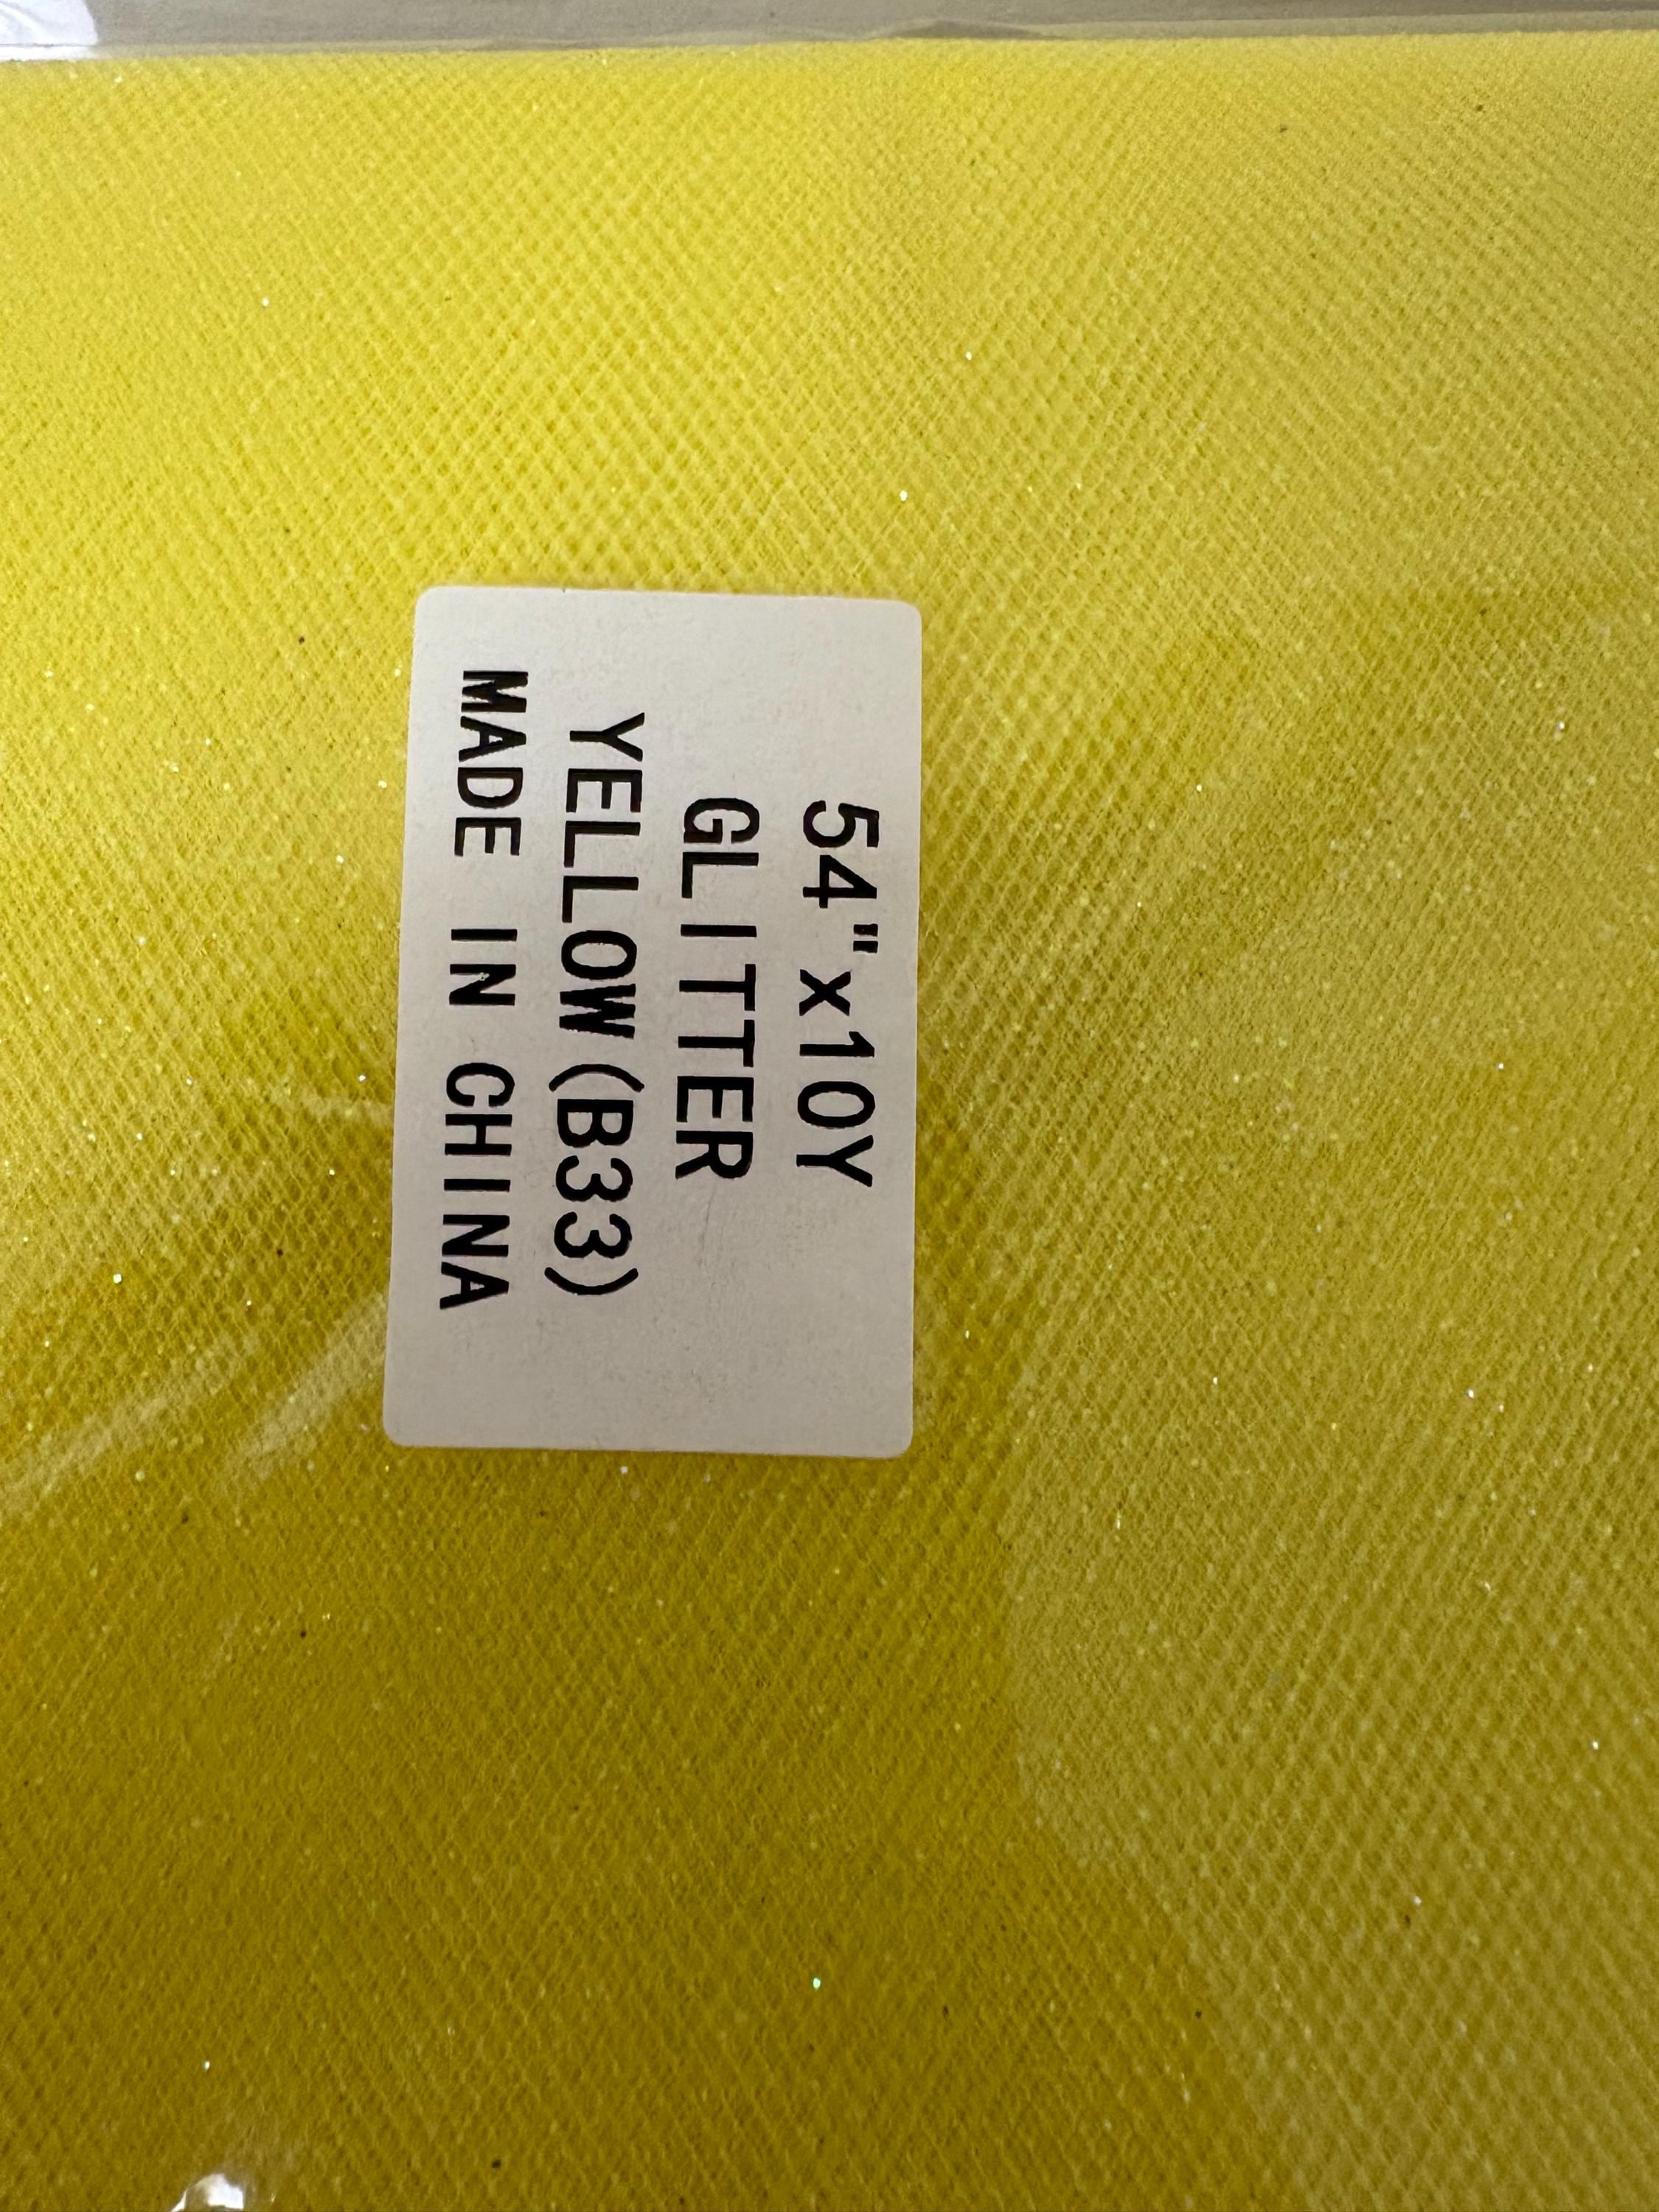 54"x10Y
GLITTER
YELLOW(B33)
MADE IN CHINA